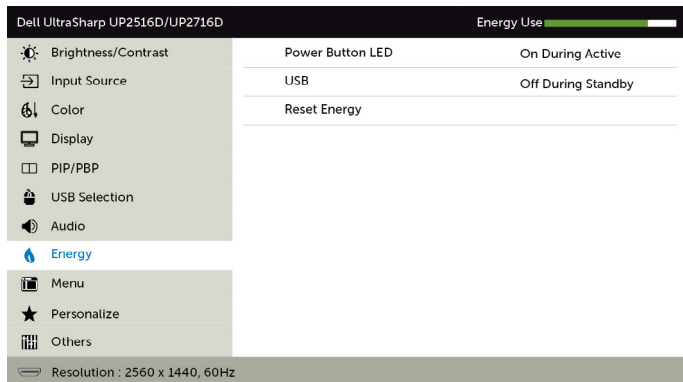 Dell UltraSharp UP2516D/UP2716D Energy Use
Brightness/Contrast
Input Source
Color
Display
PIP/PBP
USB Selection
Audio
Energy
Menu
Personalize
Others
Power Button LED On During Active
USB Off During Standby
Reset Energy
Resolution : 2560 x 1440, 60Hz